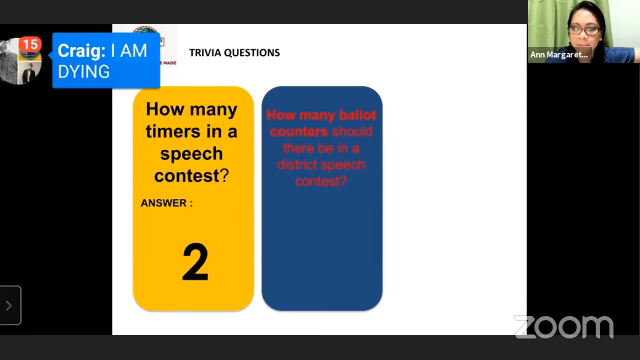 15
Craig: I AM
DYING
TRIVIA QUESTIONS
How many
timers in a
speech
contest?
ANSWER :
2
How many ballot
counters should
there be in a
district speech
contest?
Ann Margaret...
zoom